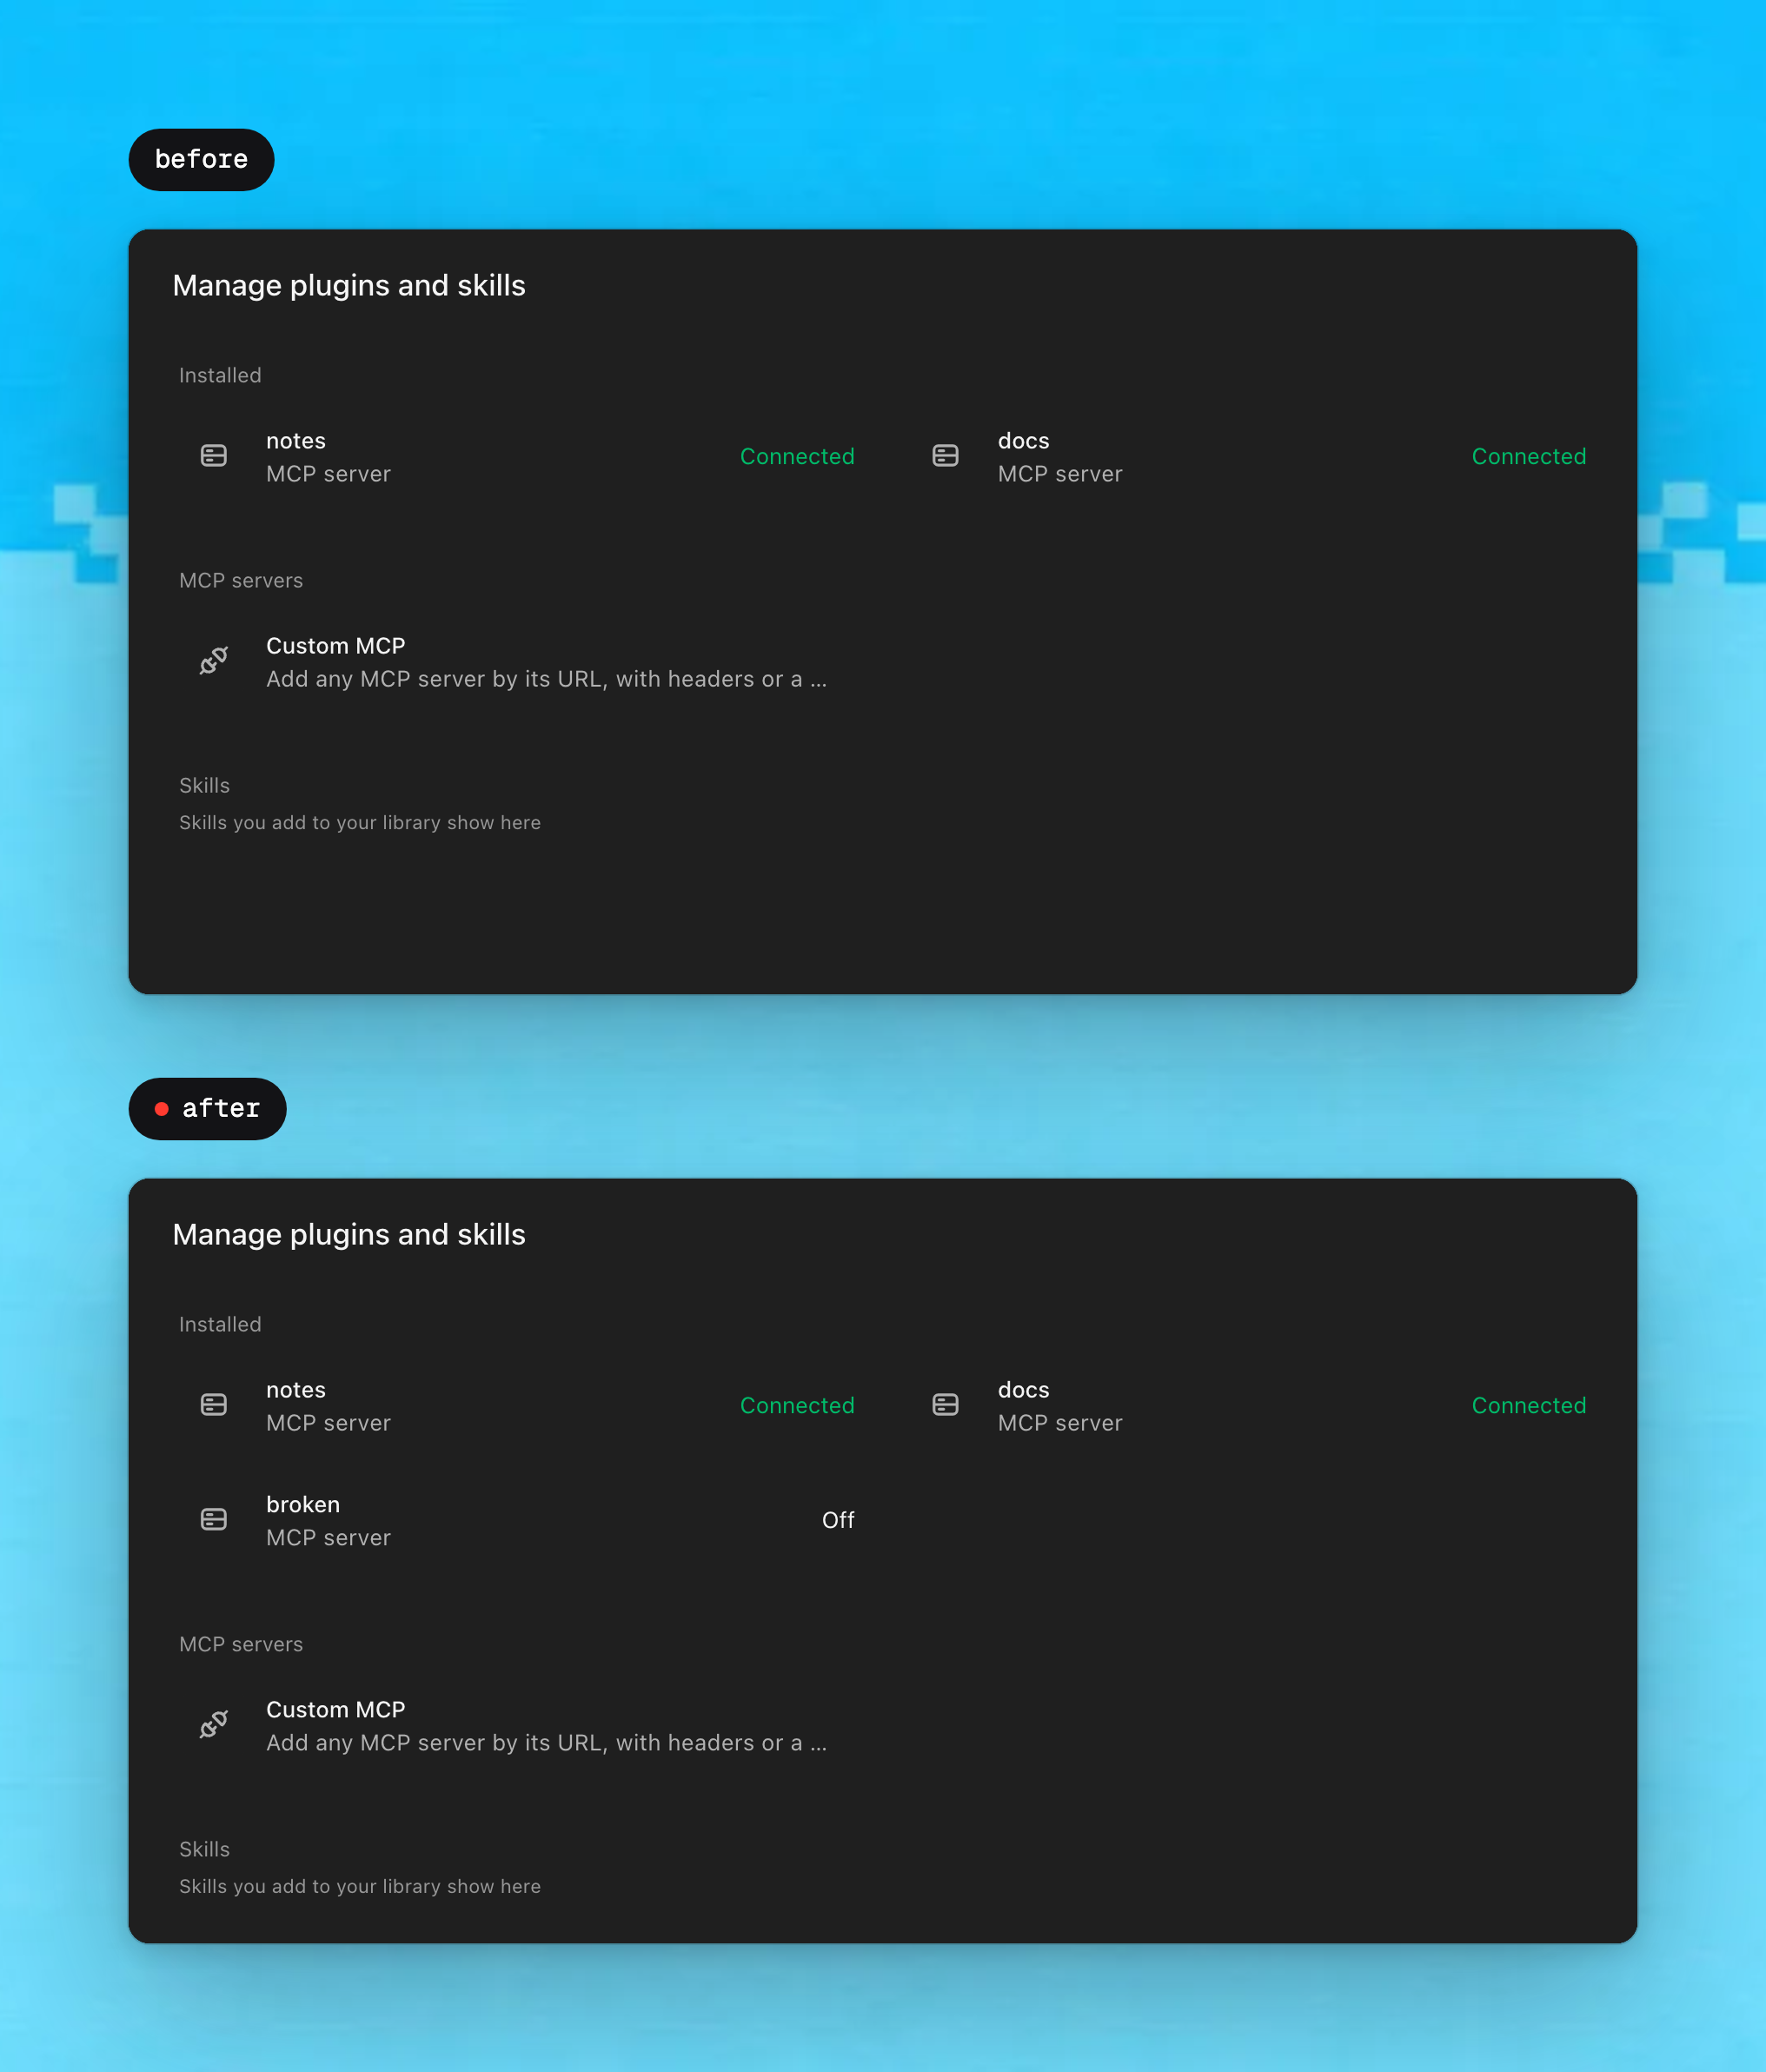 before
Manage plugins and skills
Installed
notes
MCP server
Connected
docs
MCP server
Connected
MCP servers
Custom MCP
Add any MCP server by its URL, with headers or a ...
Skills
Skills you add to your library show here
after
Manage plugins and skills
Installed
notes
MCP server
Connected
docs
MCP server
Connected
broken
MCP server
Off
MCP servers
Custom MCP
Add any MCP server by its URL, with headers or a ...
Skills
Skills you add to your library show here